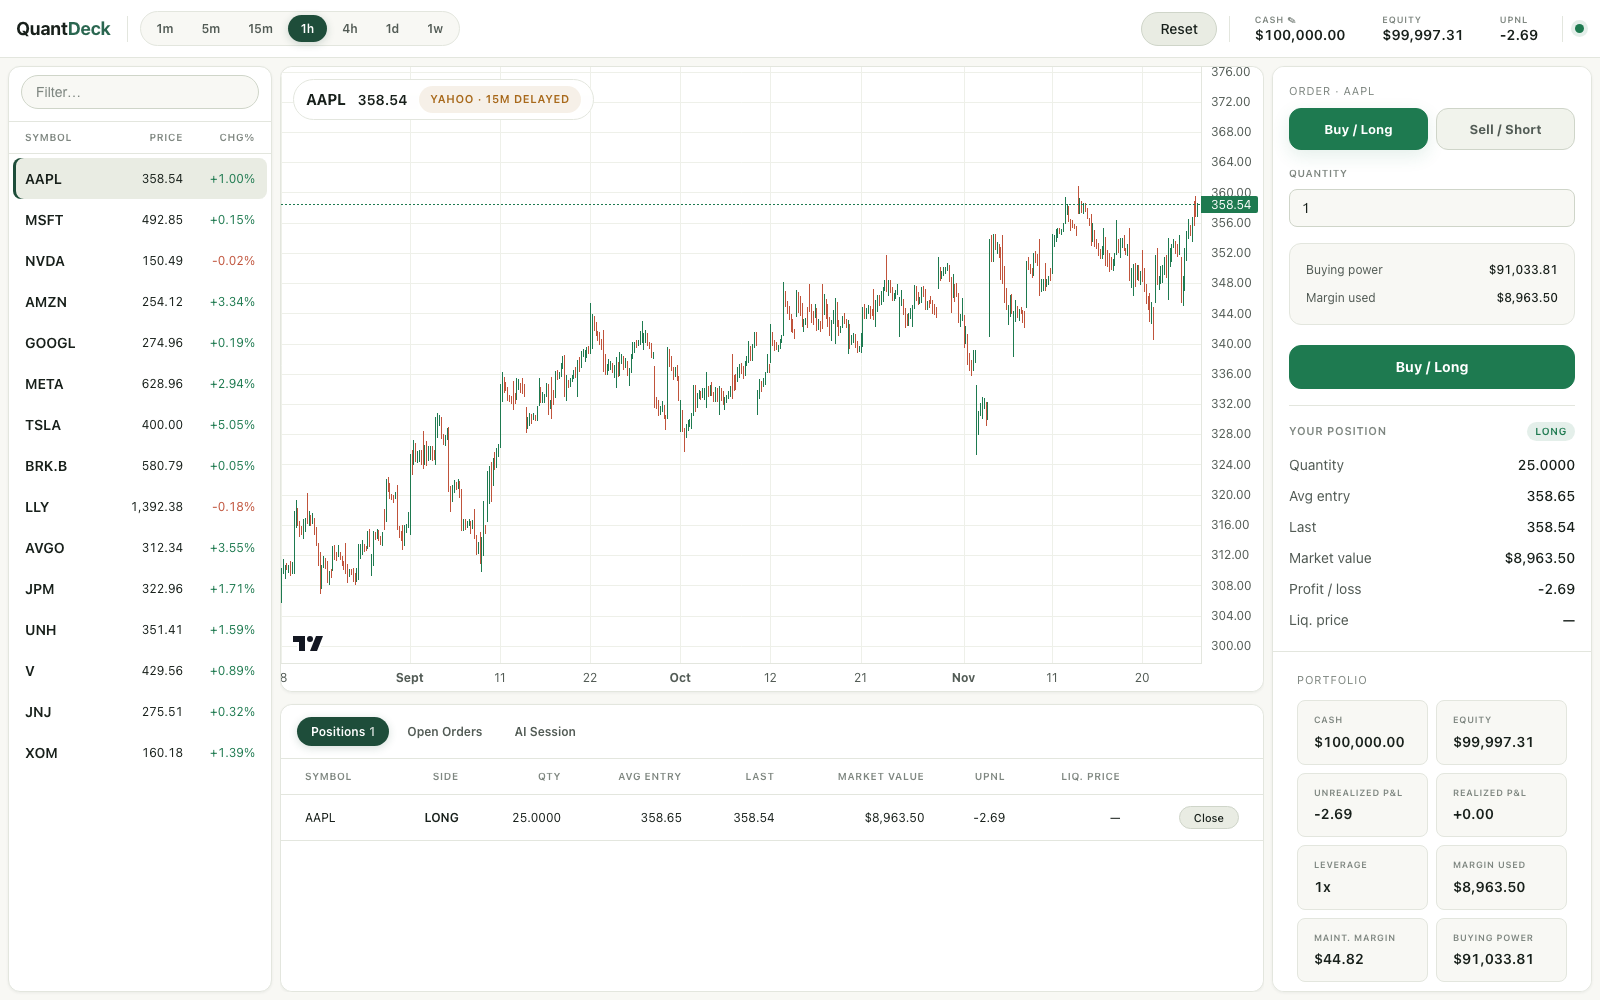 QuantDeck
1m 5m 15m 1h 4h 1d 1w
Reset
CASH ✎ EQUITY UPNL
$100,000.00 $99,997.31 -2.69
Filter...
SYMBOL PRICE CHG%
AAPL 358.54 +1.00%
MSFT 492.85 +0.15%
NVDA 150.49 -0.02%
AMZN 254.12 +3.34%
GOOGL 274.96 +0.19%
META 628.96 +2.94%
TSLA 400.00 +5.05%
BRK.B 580.79 +0.05%
LLY 1,392.38 -0.18%
AVGO 312.34 +3.55%
JPM 322.96 +1.71%
UNH 351.41 +1.59%
V 429.56 +0.89%
JNJ 275.51 +0.32%
XOM 160.18 +1.39%
AAPL 358.54 YAHOO · 15M DELAYED
376.00
372.00
368.00
364.00
360.00
358.54
356.00
352.00
348.00
344.00
340.00
336.00
332.00
328.00
324.00
320.00
316.00
312.00
308.00
304.00
300.00
8 Sept 11 22 Oct 12 21 Nov 11 20
Positions 1 Open Orders AI Session
SYMBOL SIDE QTY AVG ENTRY LAST MARKET VALUE UPNL LIQ. PRICE
AAPL LONG 25.0000 358.65 358.54 $8,963.50 -2.69 — Close
ORDER · AAPL
Buy / Long Sell / Short
QUANTITY
1
Buying power $91,033.81
Margin used $8,963.50
Buy / Long
YOUR POSITION LONG
Quantity 25.0000
Avg entry 358.65
Last 358.54
Market value $8,963.50
Profit / loss -2.69
Liq. price —
PORTFOLIO
CASH EQUITY
$100,000.00 $99,997.31
UNREALIZED P&L REALIZED P&L
-2.69 +0.00
LEVERAGE MARGIN USED
1x $8,963.50
MAINT. MARGIN BUYING POWER
$44.82 $91,033.81